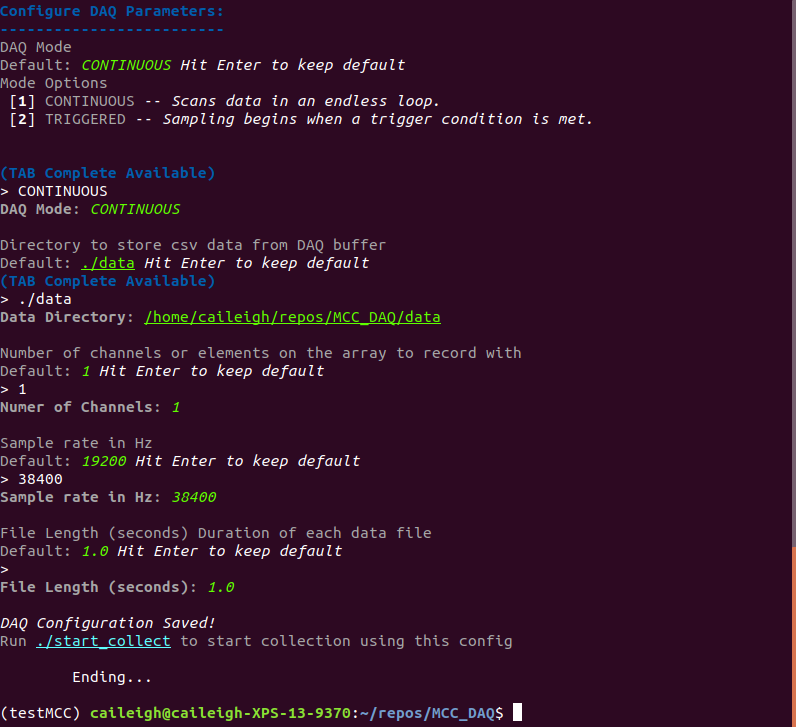 Configure DAQ Parameters:
-------------------------
DAQ Mode
Default: CONTINUOUS Hit Enter to keep default
Mode Options
[1] CONTINUOUS -- Scans data in an endless loop.
[2] TRIGGERED -- Sampling begins when a trigger condition is met.
(TAB Complete Available)
> CONTINUOUS
DAQ Mode: CONTINUOUS
Directory to store csv data from DAQ buffer
Default: ./data Hit Enter to keep default
(TAB Complete Available)
> ./data
Data Directory: /home/caileigh/repos/MCC_DAQ/data
Number of channels or elements on the array to record with
Default: 1 Hit Enter to keep default
> 1
Numer of Channels: 1
Sample rate in Hz
Default: 19200 Hit Enter to keep default
> 38400
Sample rate in Hz: 38400
File Length (seconds) Duration of each data file
Default: 1.0 Hit Enter to keep default
>
File Length (seconds): 1.0
DAQ Configuration Saved!
Run ./start_collect to start collection using this config
Ending...
(testMCC) caileigh@caileigh-XPS-13-9370:~/repos/MCC_DAQ$